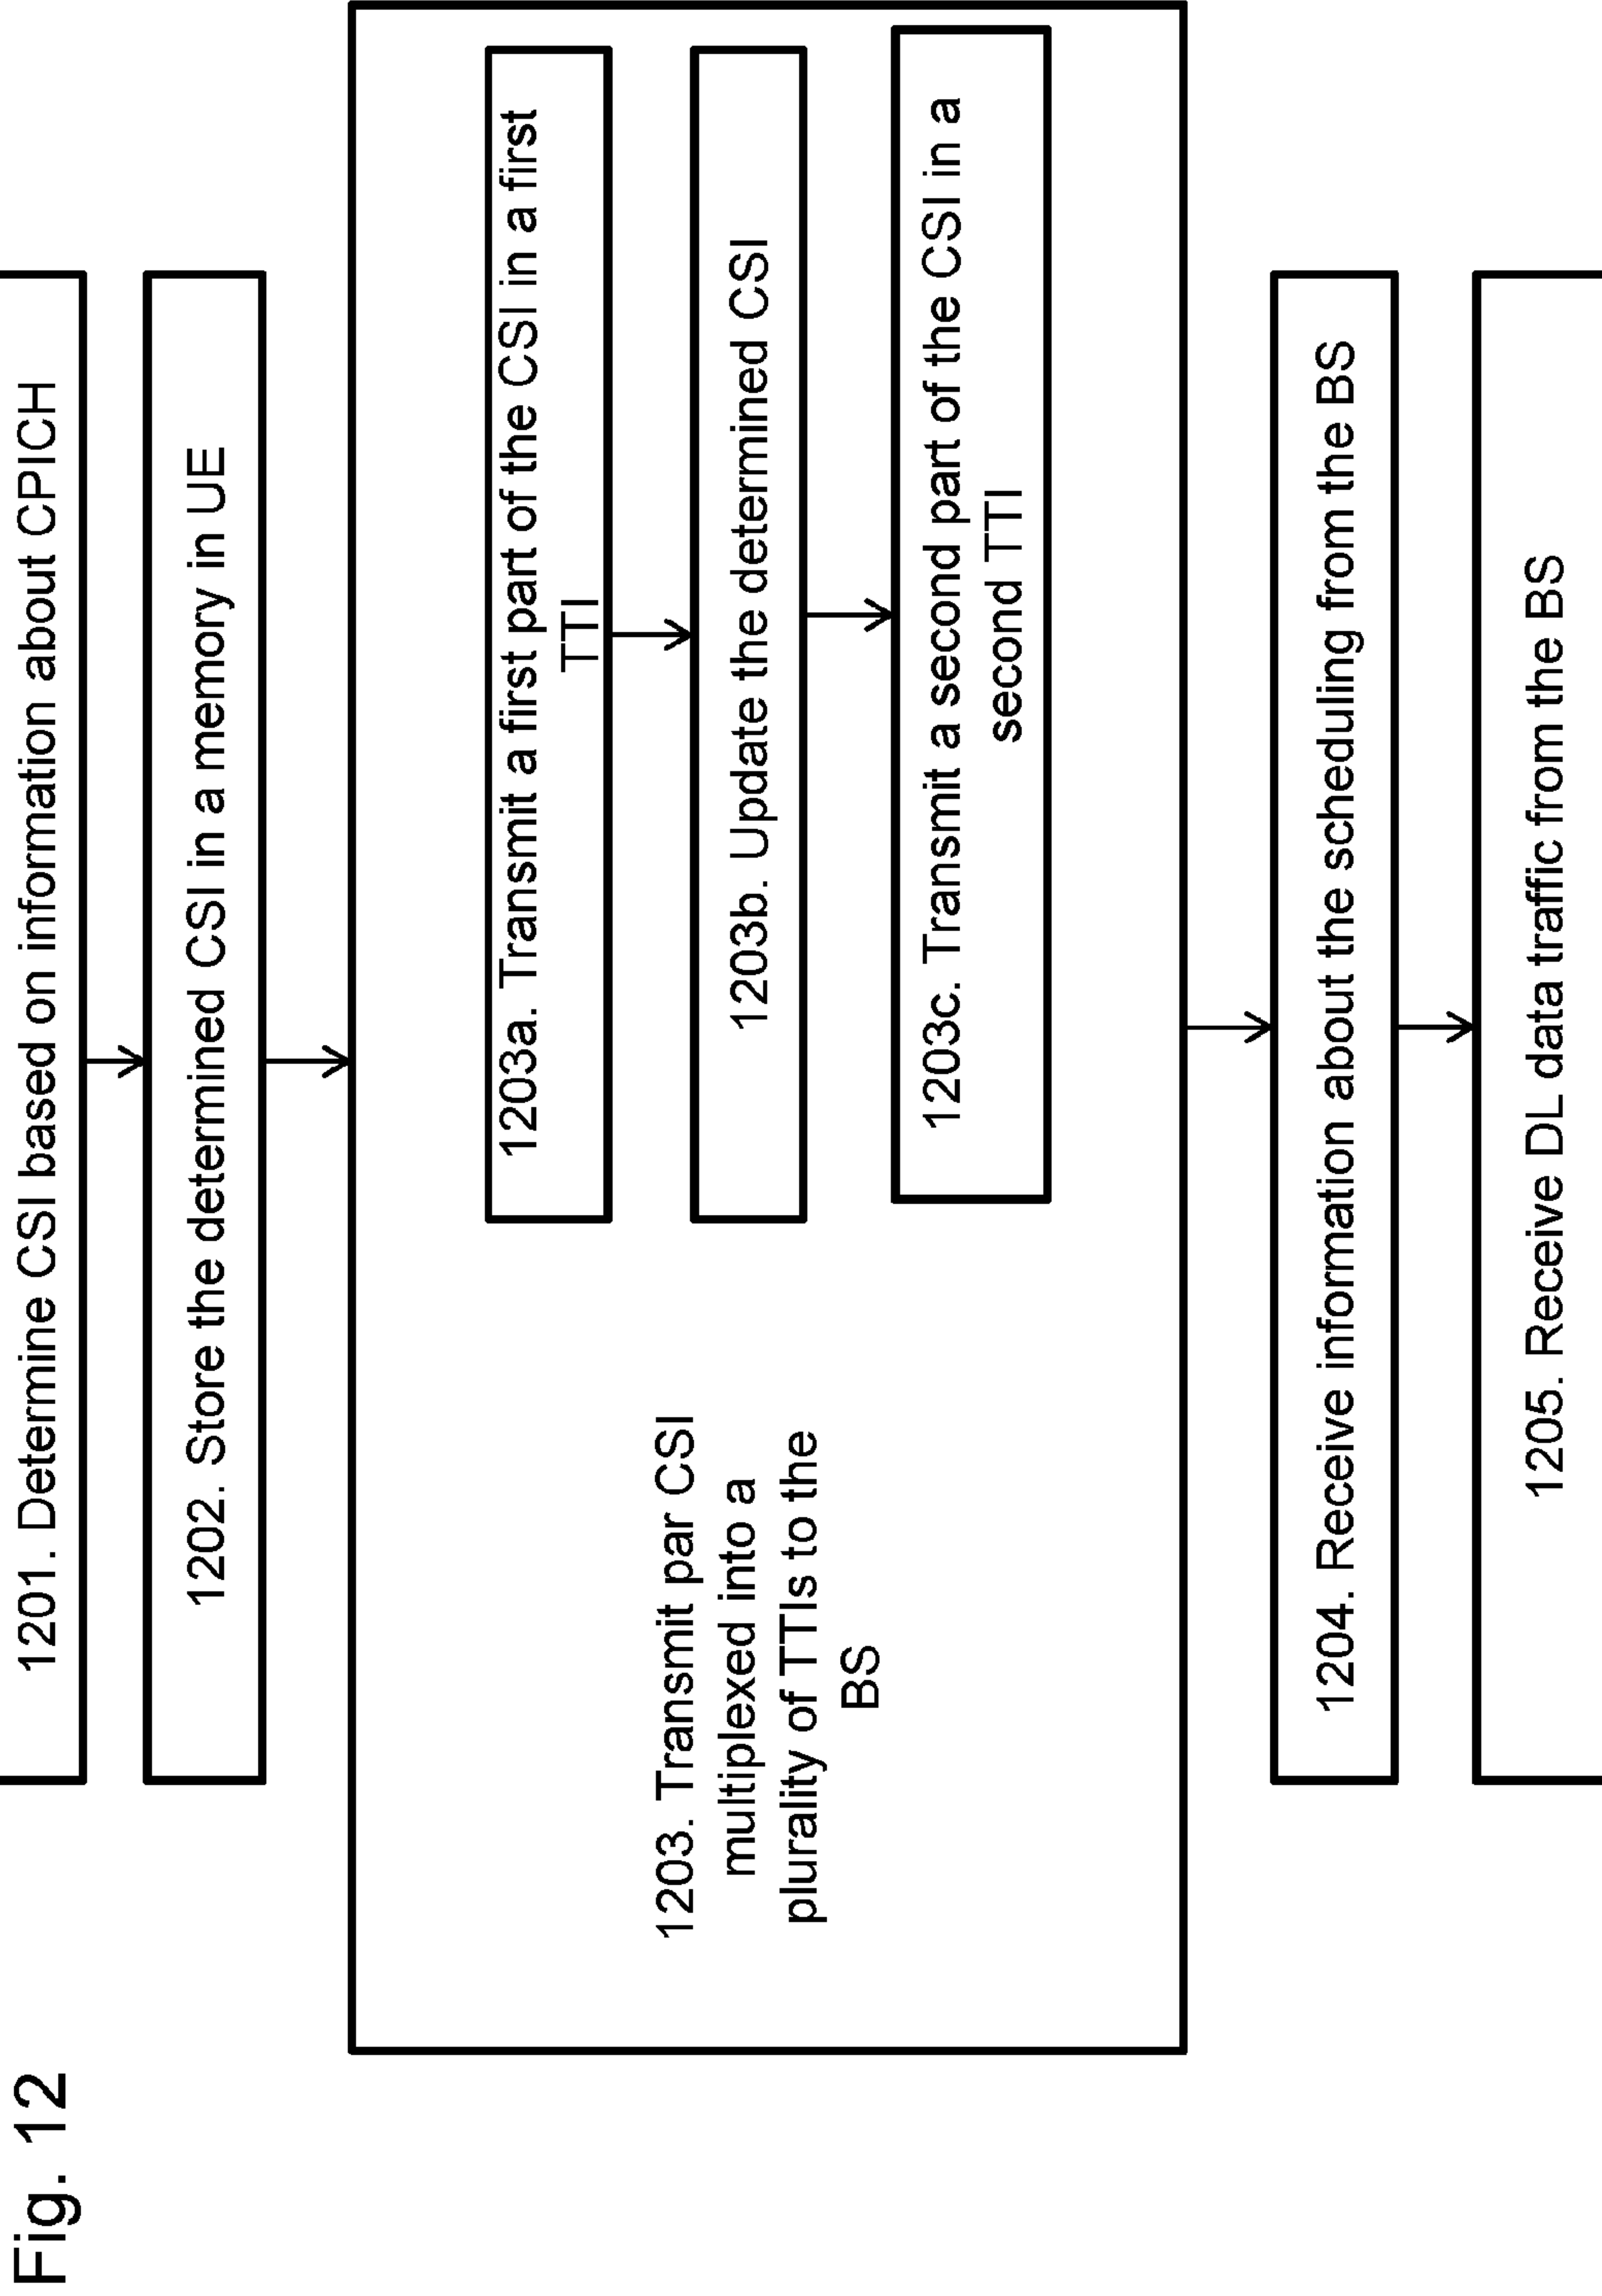 Fig. 12
1201. Determine CSI based on information about CPICH
1202. Store the determined CSI in a memory in UE
1203. Transmit par CSI
multiplexed into a
plurality of TTIs to the
BS
1203a. Transmit a first part of the CSI in a first
TTI
1203b. Update the determined CSI
1203c. Transmit a second part of the CSI in a
second TTI
1204. Receive information about the scheduling from the BS
1205. Receive DL data traffic from the BS